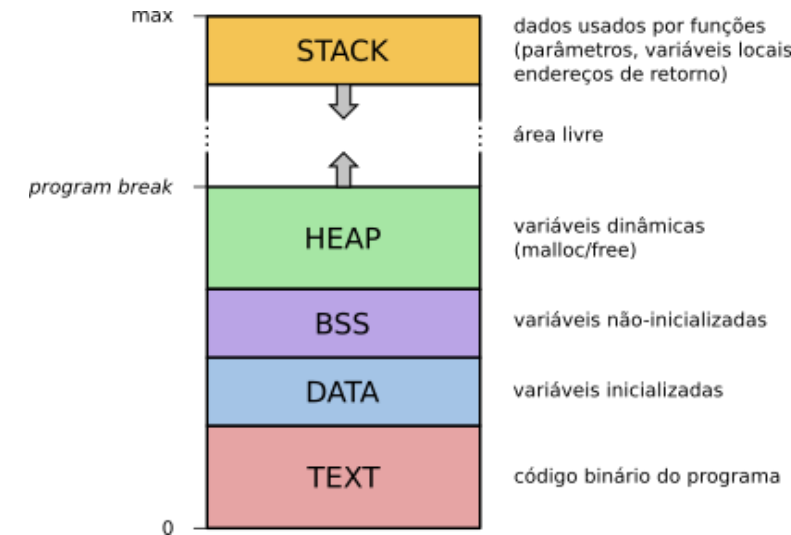 max
STACK
dados usados por funções
(parâmetros, variáveis locais
endereços de retorno)
área livre
program break
HEAP
variáveis dinâmicas
(malloc/free)
BSS
variáveis não-inicializadas
DATA
variáveis inicializadas
TEXT
código binário do programa
0